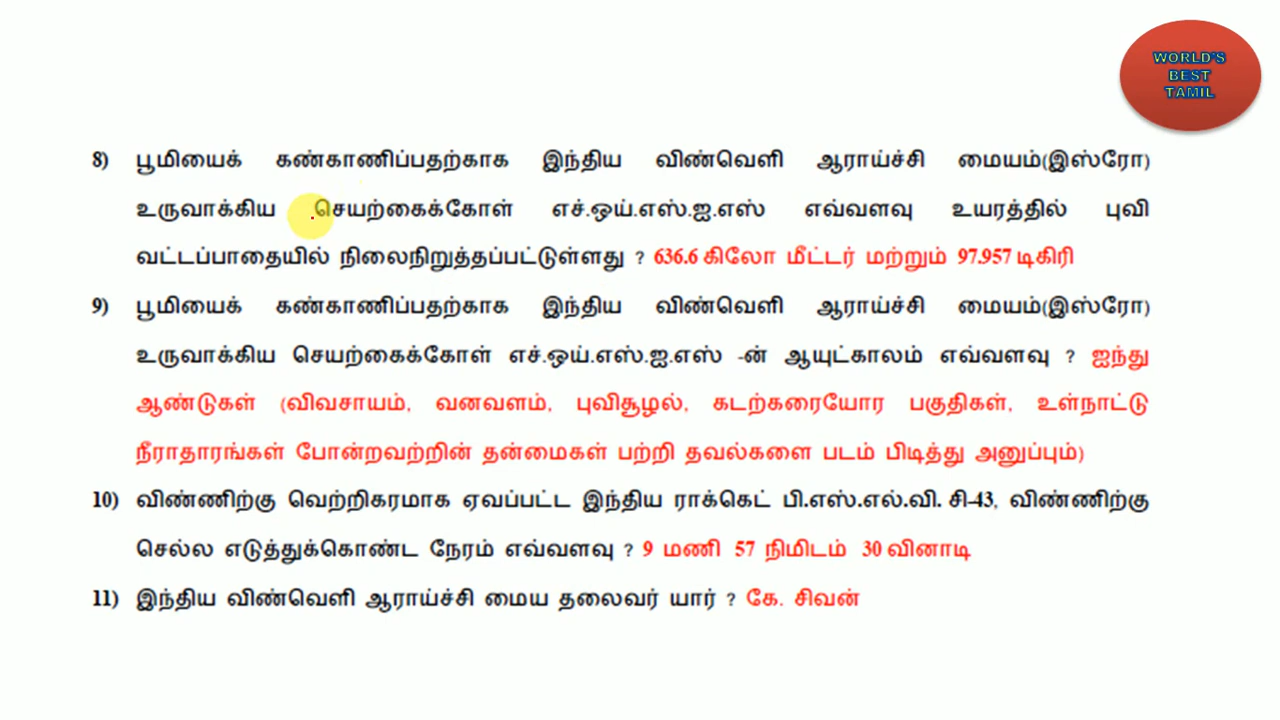 WORLD'S
BEST
TAMIL
8) பூமியைக் கண்காணிப்பதற்காக இந்திய விண்வெளி ஆராய்ச்சி மையம்(இஸ்ரோ)
உருவாக்கிய செயற்கைக்கோள் எச்.ஒய்.எஸ்.ஐ.எஸ் எவ்வளவு உயரத்தில் புவி
வட்டப்பாதையில் நிலைநிறுத்தப்பட்டுள்ளது ? 636.6 கிலோ மீட்டர் மற்றும் 97.957 டிகிரி
9) பூமியைக் கண்காணிப்பதற்காக இந்திய விண்வெளி ஆராய்ச்சி மையம்(இஸ்ரோ)
உருவாக்கிய செயற்கைக்கோள் எச்.ஒய்.எஸ்.ஐ.எஸ் -ன் ஆயுட்காலம் எவ்வளவு ? ஐந்து
ஆண்டுகள் (விவசாயம், வனவளம், புவிசூழல், கடற்கரையோர பகுதிகள், உள்நாட்டு
நீராதாரங்கள் போன்றவற்றின் தன்மைகள் பற்றி தவல்களை படம் பிடித்து அனுப்பும்)
10) விண்ணிற்கு வெற்றிகரமாக ஏவப்பட்ட இந்திய ராக்கெட் பி.எஸ்.எல்.வி. சி-43, விண்ணிற்கு
செல்ல எடுத்துக்கொண்ட நேரம் எவ்வளவு ? 9 மணி 57 நிமிடம் 30 வினாடி
11) இந்திய விண்வெளி ஆராய்ச்சி மைய தலைவர் யார் ? கே. சிவன்